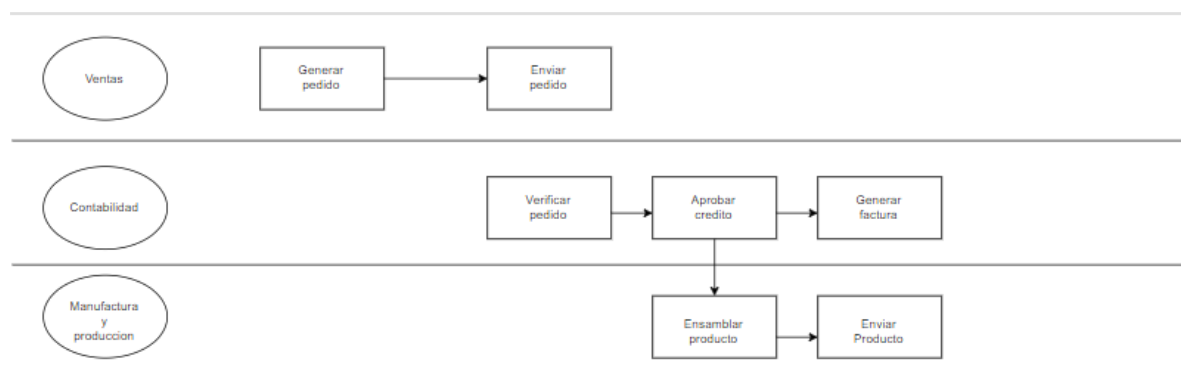 Ventas
Generar
pedido
Enviar
pedido
Contabilidad
Verificar
pedido
Aprobar
credito
Generar
factura
Manufactura
y
produccion
Ensamblar
producto
Enviar
Producto